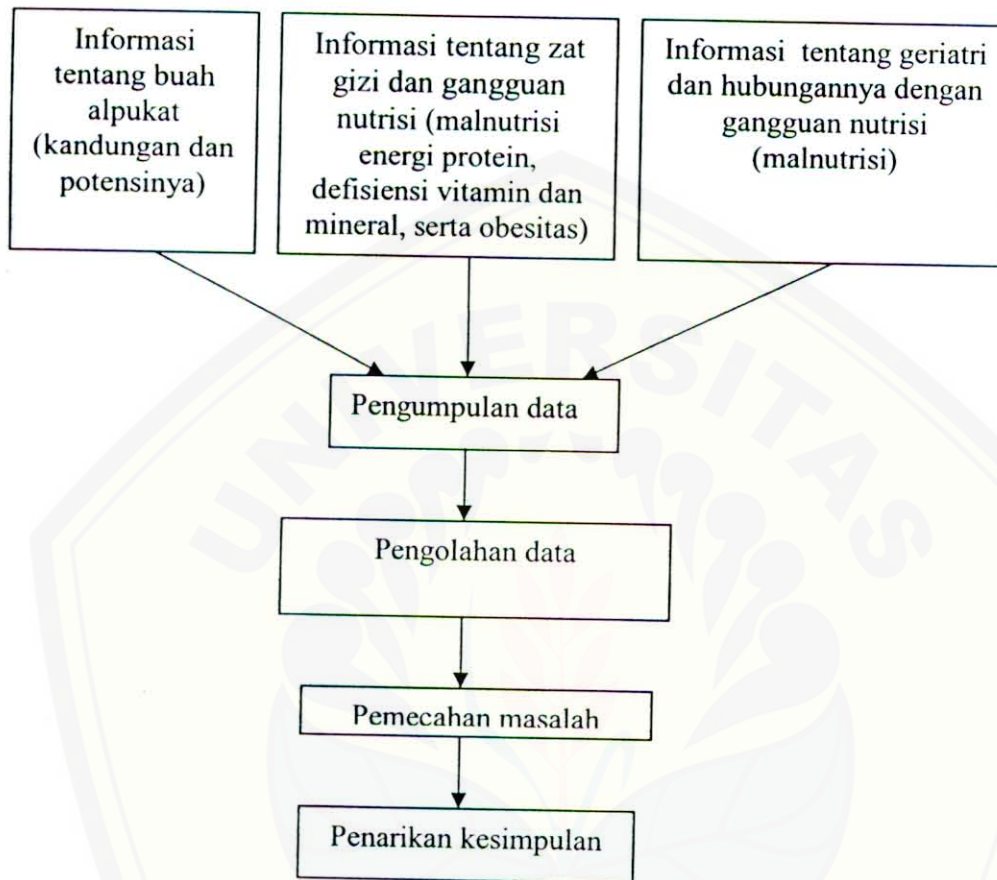 Informasi
tentang buah
alpukat
(kandungan dan
potensinya)
Informasi tentang zat
gizi dan gangguan
nutrisi (malnutrisi
energi protein,
defisiensi vitamin dan
mineral, serta obesitas)
Informasi tentang geriatri
dan hubungannya dengan
gangguan nutrisi
(malnutrisi)
Pengumpulan data
Pengolahan data
Pemecahan masalah
Penarikan kesimpulan
UNIVERSITAS